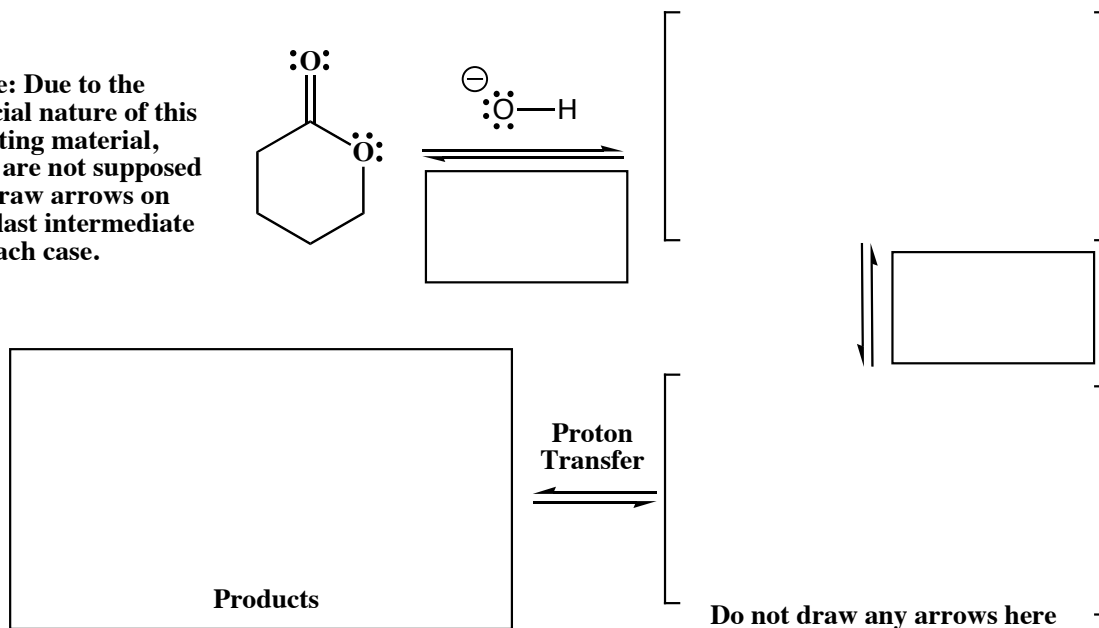 :O:
e: Due to the
cial nature of this
ting material,
are not supposed
raw arrows on
last intermediate
ach case.
O:
⊖
:O—H
Proton
Transfer
Products
Do not draw any arrows here